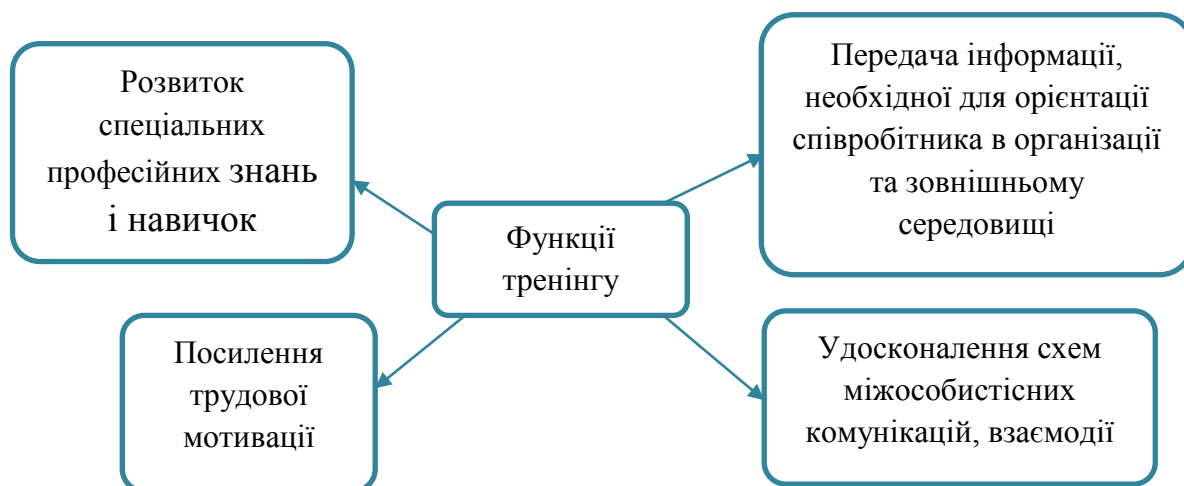 Розвиток
спеціальних
професійних знань
і навичок
Передача інформації,
необхідної для орієнтації
співробітника в організації
та зовнішньому
середовищі
Функції
тренінгу
Посилення
трудової
мотивації
Удосконалення схем
міжособистісних
комунікацій, взаємодії